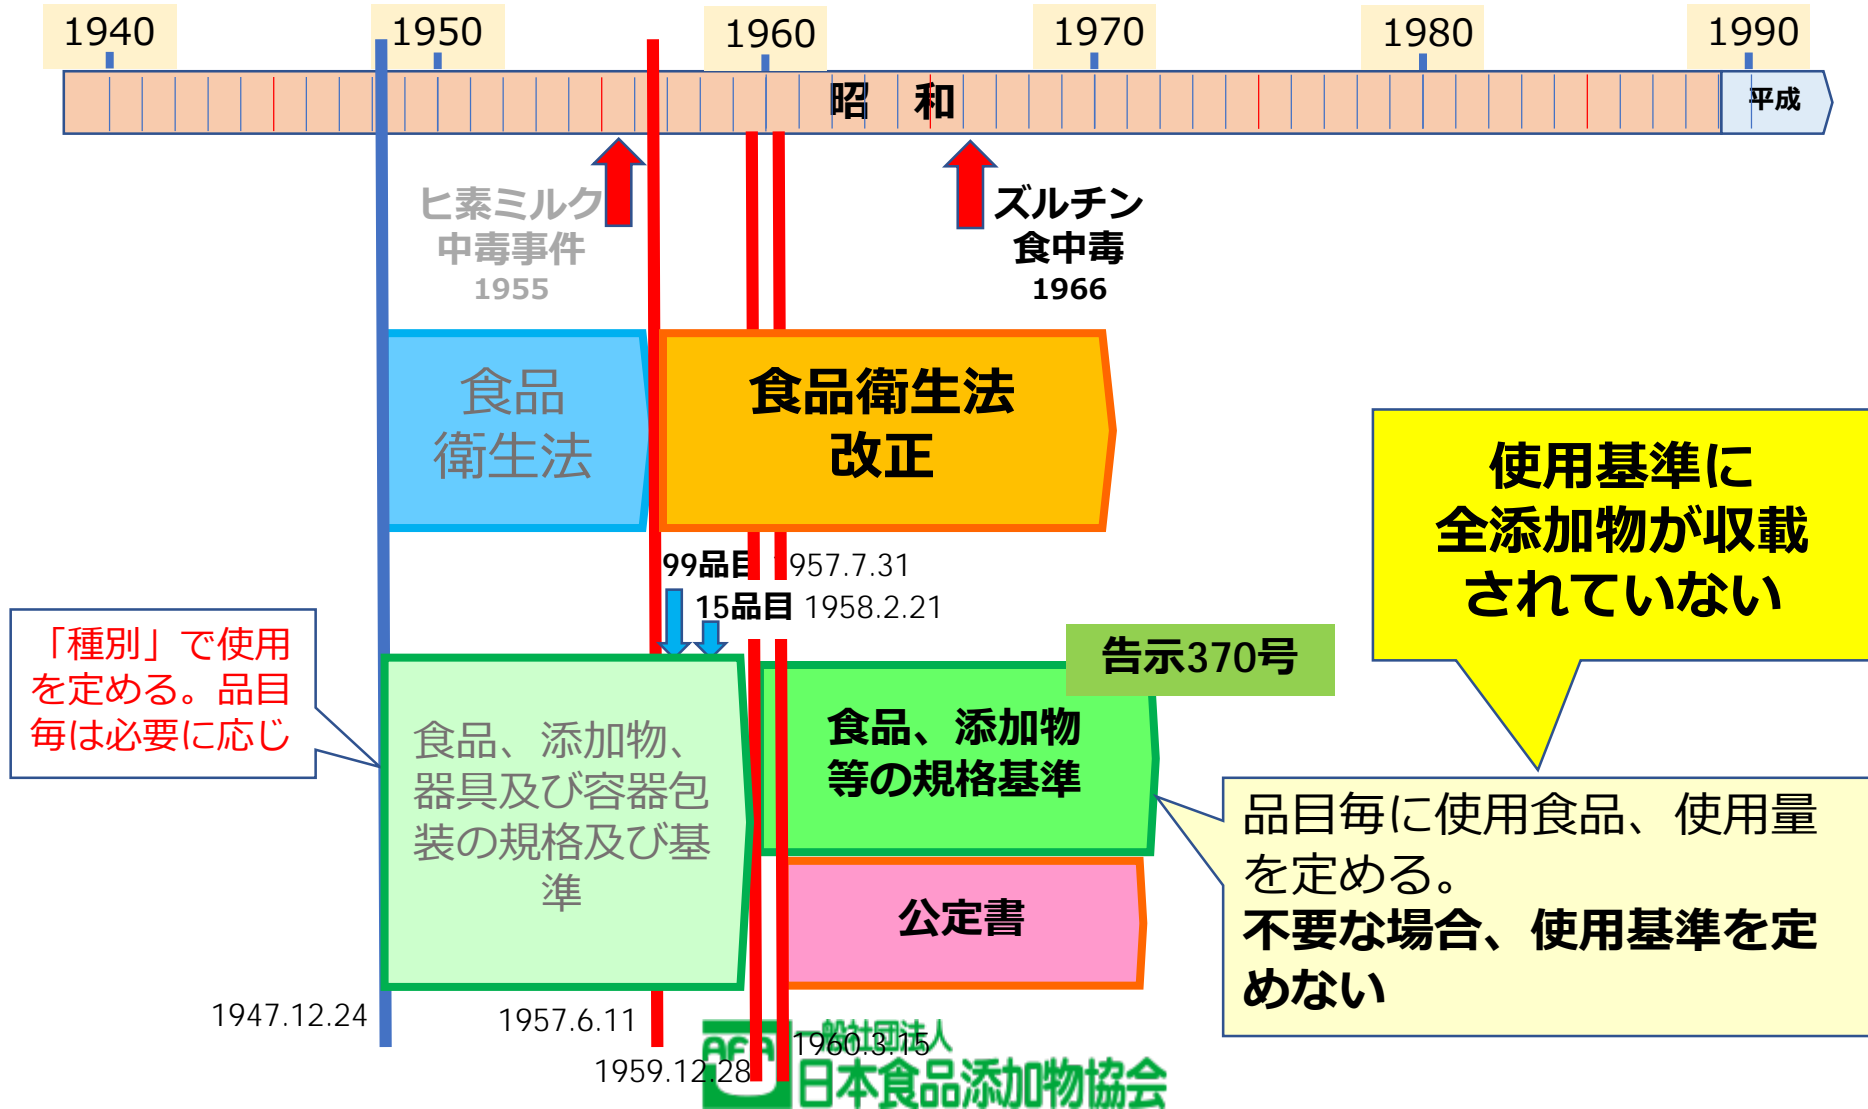 1940
1950
1960
1970
1980
1990
昭　和
平成
ヒ素ミルク
中毒事件
1955
ズルチン
食中毒
1966
食品
衛生法
食品衛生法
改正
使用基準に
全添加物が収載
されていない
99品目 1957.7.31
15品目 1958.2.21
「種別」で使用
を定める。品目
毎は必要に応じ
告示370号
食品、添加物、
器具及び容器包
装の規格及び基
準
食品、添加物
等の規格基準
公定書
品目毎に使用食品、使用量
を定める。
不要な場合、使用基準を定
めない
1947.12.24
1957.6.11
1959.12.28
1960.3.15
一般社団法人
日本食品添加物協会